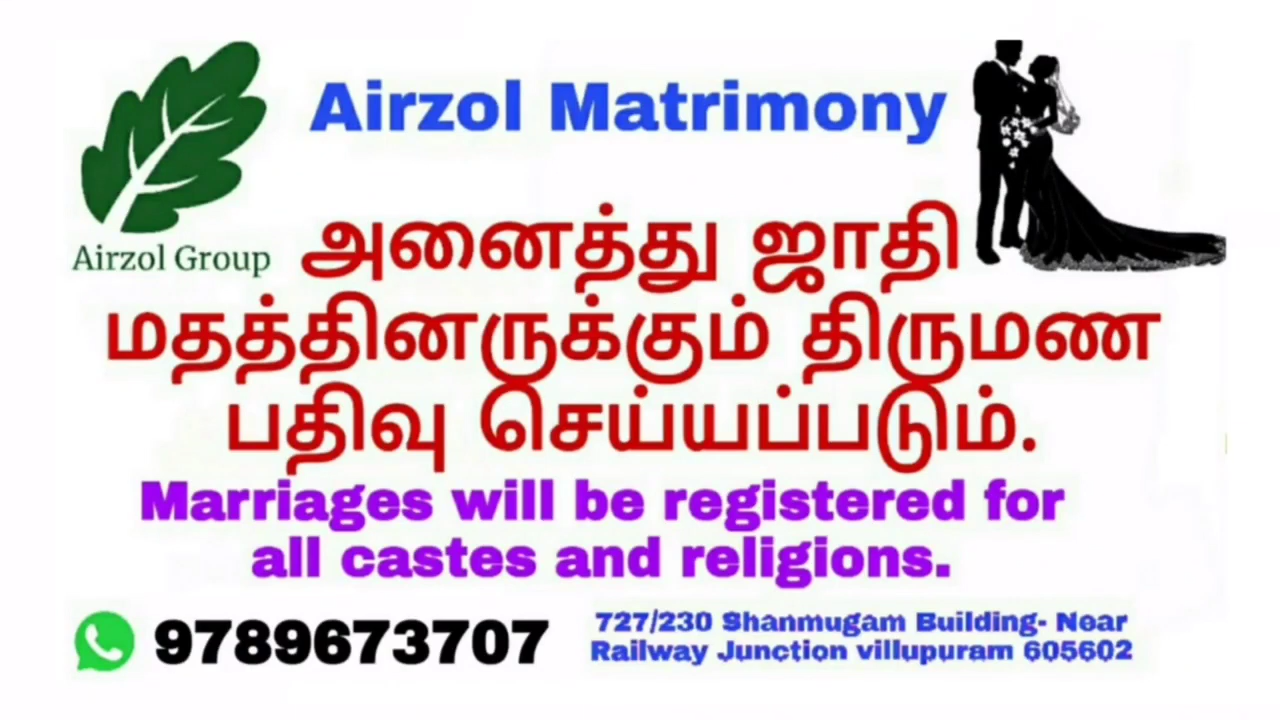 Airzol Matrimony
Airzol Group
அனைத்து ஜாதி
மதத்தினருக்கும் திருமண
பதிவு செய்யப்படும்.
Marriages will be registered for
all castes and religions.
9789673707
727/230 Shanmugam Building- Near
Railway Junction villupuram 605602